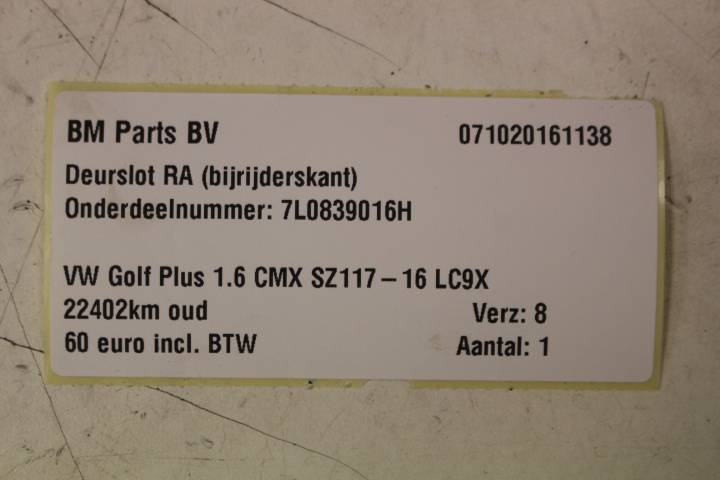 BM Parts BV 071020161138
Deurslot RA (bijrijderskant)
Onderdeelnummer: 7L0839016H
VW Golf Plus 1.6 CMX SZ117-16 LC9X
22402km oud Verz: 8
60 euro incl. BTW Aantal: 1